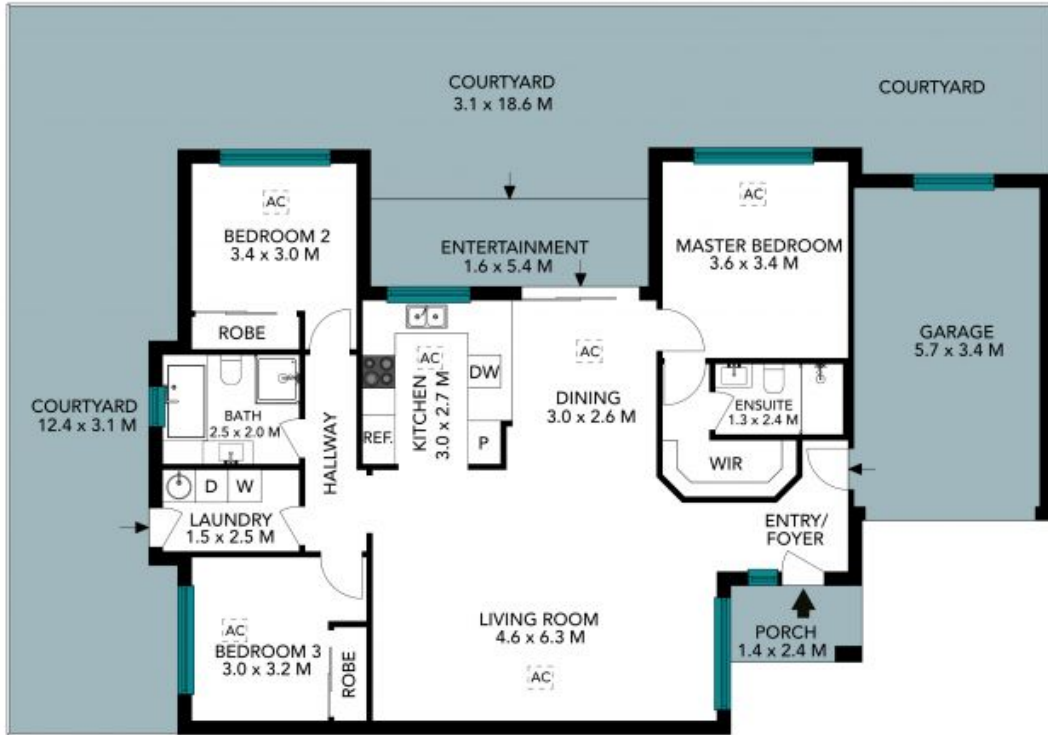 COURTYARD
3.1 x 18.6 M
COURTYARD
AC
BEDROOM 2
3.4 x 3.0 M
ROBE
ENTERTAINMENT
1.6 x 5.4 M
AC
MASTER BEDROOM
3.6 x 3.4 M
GARAGE
5.7 x 3.4 M
COURTYARD
12.4 x 3.1 M
BATH
2.5 x 2.0 M
HALLWAY
AC
KITCHEN
3.0 x 2.7 M
DW
REF.
P
AC
DINING
3.0 x 2.6 M
ENSUITE
1.3 x 2.4 M
WIR
D
W
LAUNDRY
1.5 x 2.5 M
ENTRY/
FOYER
AC
BEDROOM 3
3.0 x 3.2 M
ROBE
LIVING ROOM
4.6 x 6.3 M
AC
PORCH
1.4 x 2.4 M